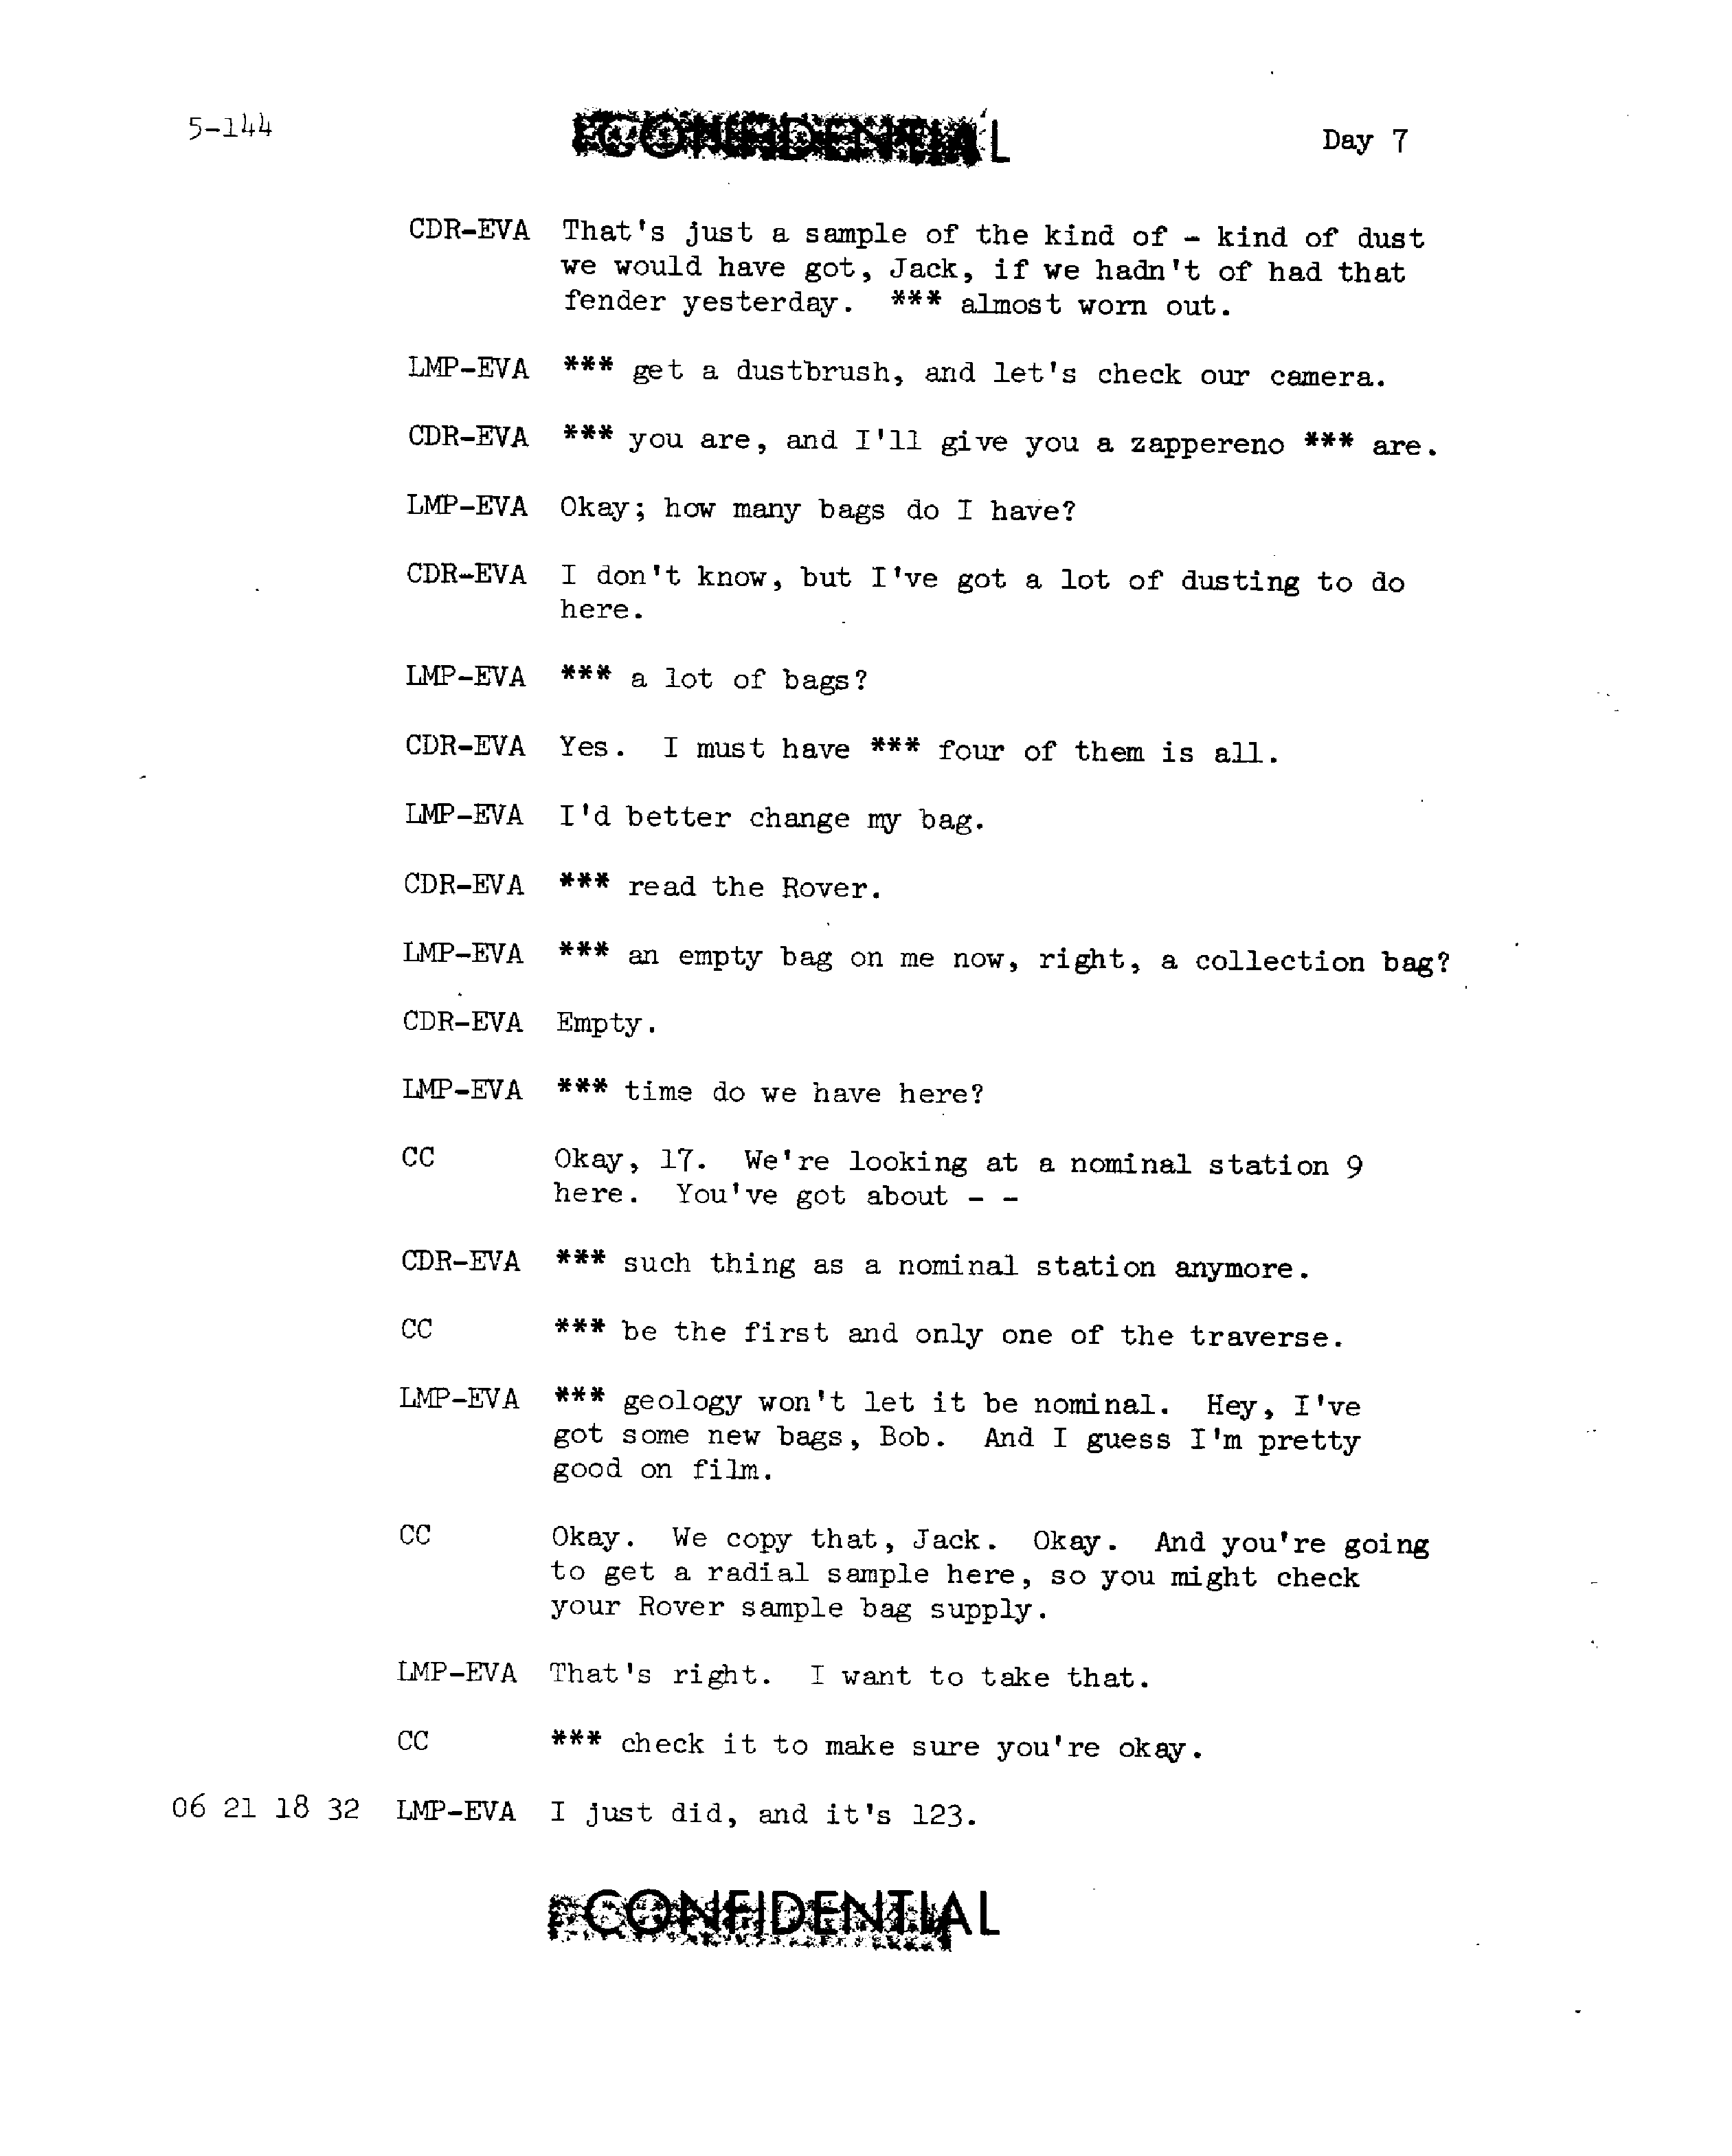 5-144 CONFIDENTIAL Day 7
CDR-EVA That's just a sample of the kind of - kind of dust
we would have got, Jack, if we hadn't of had that
fender yesterday. *** almost worn out.
LMP-EVA *** get a dustbrush, and let's check our camera.
CDR-EVA *** you are, and I'll give you a zappereno *** are.
LMP-EVA Okay; how many bags do I have?
CDR-EVA I don't know, but I've got a lot of dusting to do
here.
LMP-EVA *** a lot of bags?
CDR-EVA Yes. I must have *** four of them is all.
LMP-EVA I'd better change my bag.
CDR-EVA *** read the Rover.
LMP-EVA *** an empty bag on me now, right, a collection bag?
CDR-EVA Empty.
LMP-EVA *** time do we have here?
CC Okay, 17. We're looking at a nominal station 9
here. You've got about - -
CDR-EVA *** such thing as a nominal station anymore.
CC *** be the first and only one of the traverse.
LMP-EVA *** geology won't let it be nominal. Hey, I've
got some new bags, Bob. And I guess I'm pretty
good on film.
CC Okay. We copy that, Jack. Okay. And you're going
to get a radial sample here, so you might check
your Rover sample bag supply.
LMP-EVA That's right. I want to take that.
CC *** check it to make sure you're okay.
06 21 18 32 LMP-EVA I just did, and it's 123.
CONFIDENTIAL